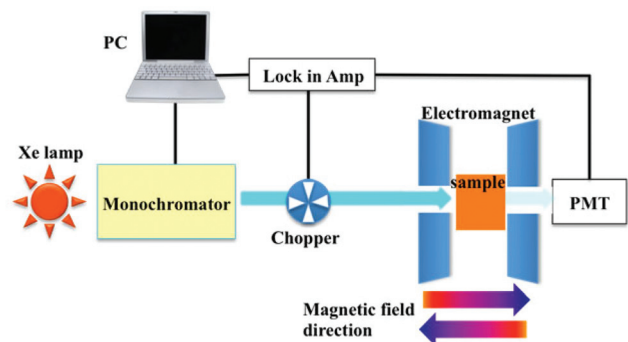 PC
Lock in Amp
Electromagnet
Xe lamp
sample
Monochromator
PMT
Chopper
Magnetic field
direction